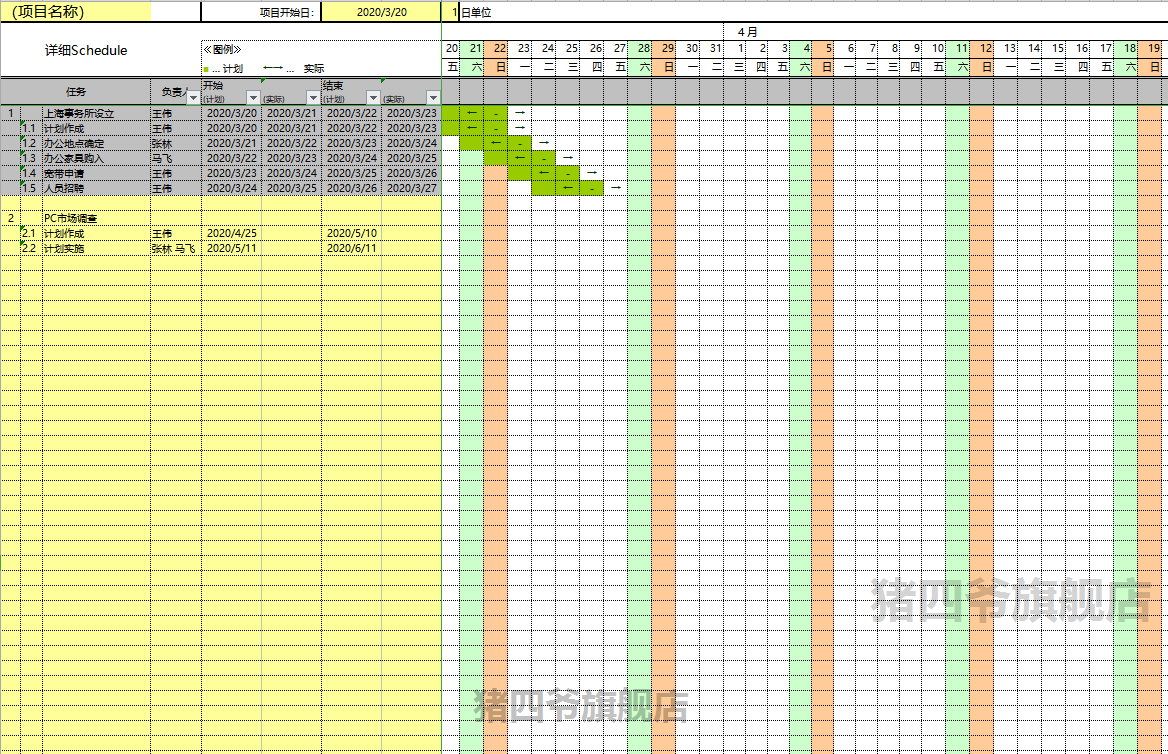 (项目名称) 项目开始日: 2020/3/20 1 日单位
4 月
详细Schedule 《图例》 20 21 22 23 24 25 26 27 28 29 30 31 1 2 3 4 5 6 7 8 9 10 11 12 13 14 15 16 17 18 19
■ ... 计划 ←→ ... 实际 五 六 日 一 二 三 四 五 六 日 一 二 三 四 五 六 日 一 二 三 四 五 六 日 一 二 三 四 五 六 日
任务 负责人 开始 结束
(计划) (实际) (计划) (实际)
1 上海事务所设立 王伟 2020/3/20 2020/3/21 2020/3/22 2020/3/23 ← - →
1.1 计划作成 王伟 2020/3/20 2020/3/21 2020/3/22 2020/3/23 ← - →
1.2 办公地点确定 张林 2020/3/21 2020/3/22 2020/3/23 2020/3/24 ← - →
1.3 办公家具购入 马飞 2020/3/22 2020/3/23 2020/3/24 2020/3/25 ← - →
1.4 宽带申请 王伟 2020/3/23 2020/3/24 2020/3/25 2020/3/26 ← - →
1.5 人员招聘 王伟 2020/3/24 2020/3/25 2020/3/26 2020/3/27 ← - →
2 PC市场调查
2.1 计划作成 王伟 2020/4/25 2020/5/10
2.2 计划实施 张林 马飞 2020/5/11 2020/6/11
猪四爷旗舰店
猪四爷旗舰店